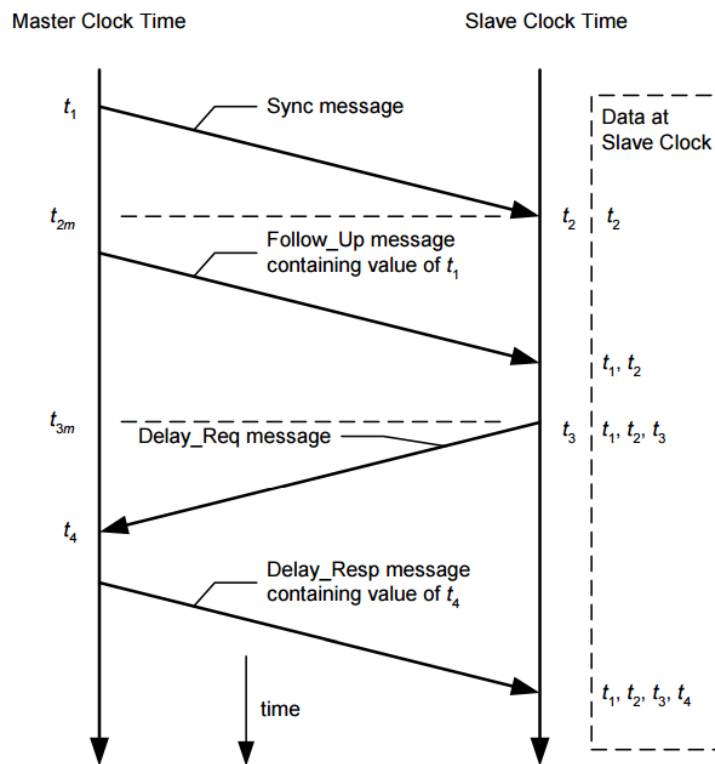 Master Clock Time
Slave Clock Time
t1
Sync message
Data at
Slave Clock
t2m
t2
t2
Follow_Up message
containing value of t1
t1, t2
t3m
Delay_Req message
t3
t1, t2, t3
t4
Delay_Resp message
containing value of t4
time
t1, t2, t3, t4